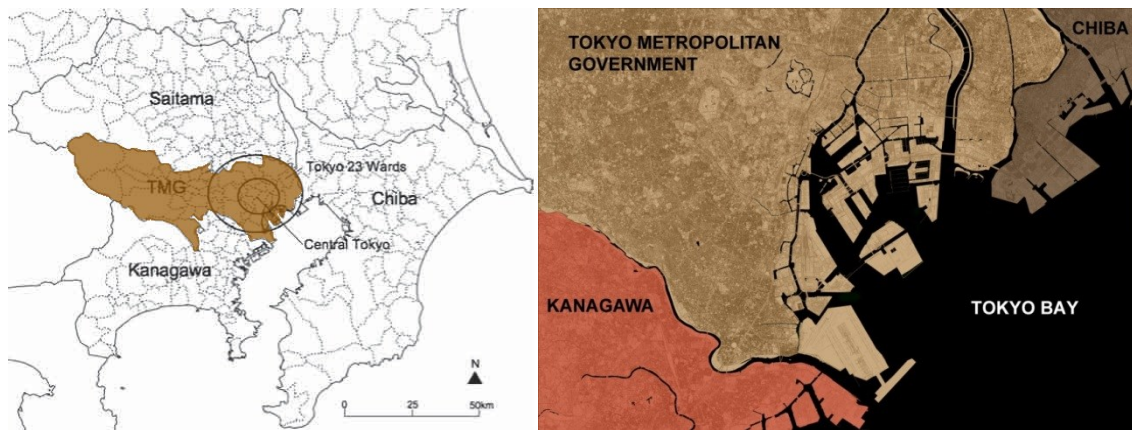 Saitama
Tokyo 23 Wards
TMG
Chiba
Central Tokyo
Kanagawa
N
0 25 50km
TOKYO METROPOLITAN
GOVERNMENT
CHIBA
KANAGAWA
TOKYO BAY